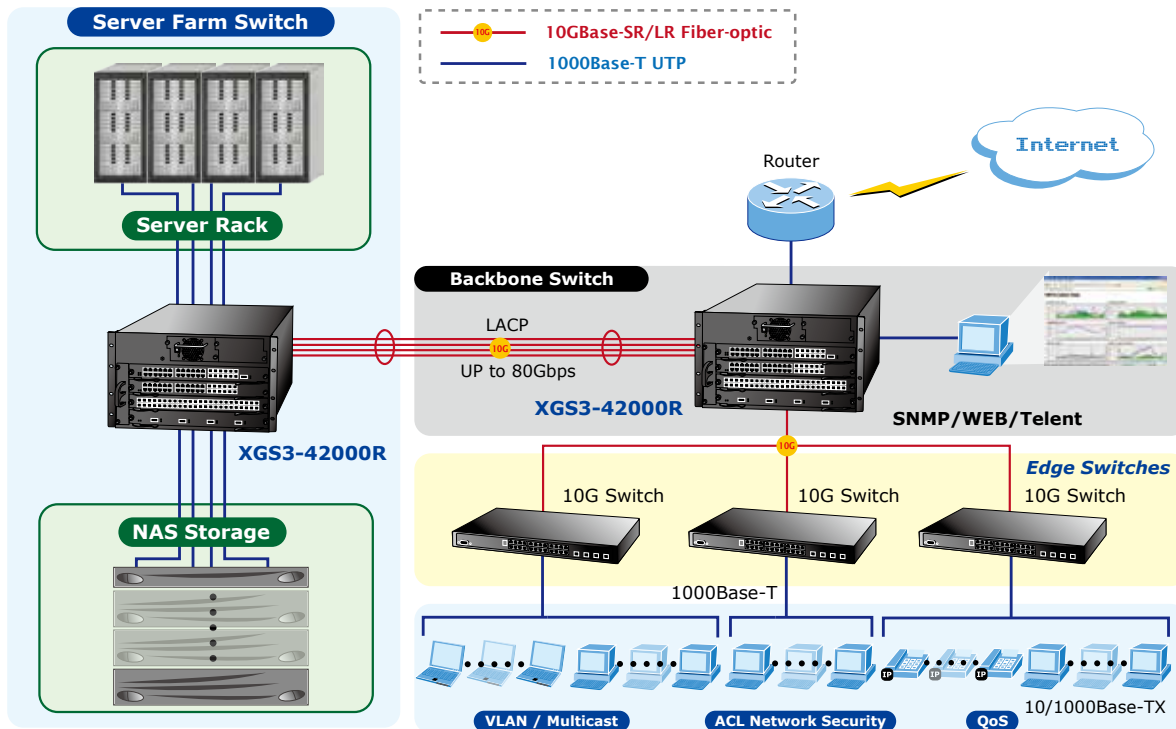 Server Farm Switch
10G
10GBase-SR/LR Fiber-optic
1000Base-T UTP
Internet
Router
Server Rack
Backbone Switch
LACP
10G
UP to 80Gbps
XGS3-42000R
SNMP/WEB/Telent
XGS3-42000R
10G
Edge Switches
10G Switch
10G Switch
10G Switch
NAS Storage
1000Base-T
IP
IP
IP
10/1000Base-TX
VLAN / Multicast
ACL Network Security
QoS